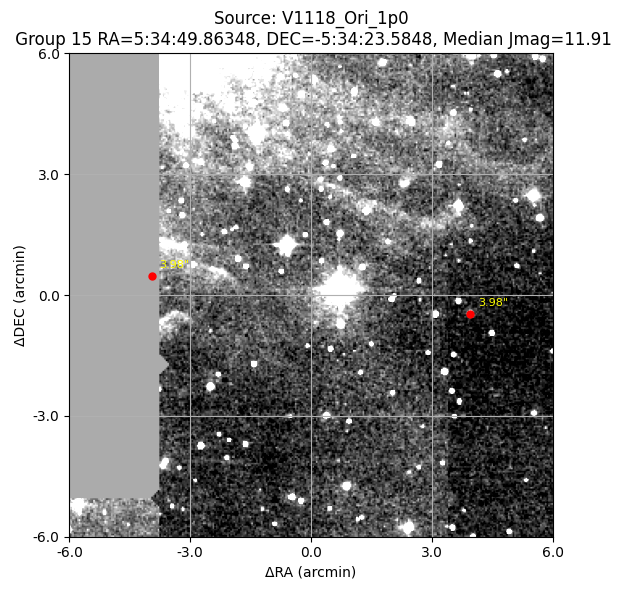 Source: V1118_Ori_1p0
Group 15 RA=5:34:49.86348, DEC=-5:34:23.5848, Median Jmag=11.91
6.0
3.0
0.0
-3.0
-6.0
ΔDEC (arcmin)
3.98"
-6.0 -3.0 0.0 3.0 6.0
ΔRA (arcmin)